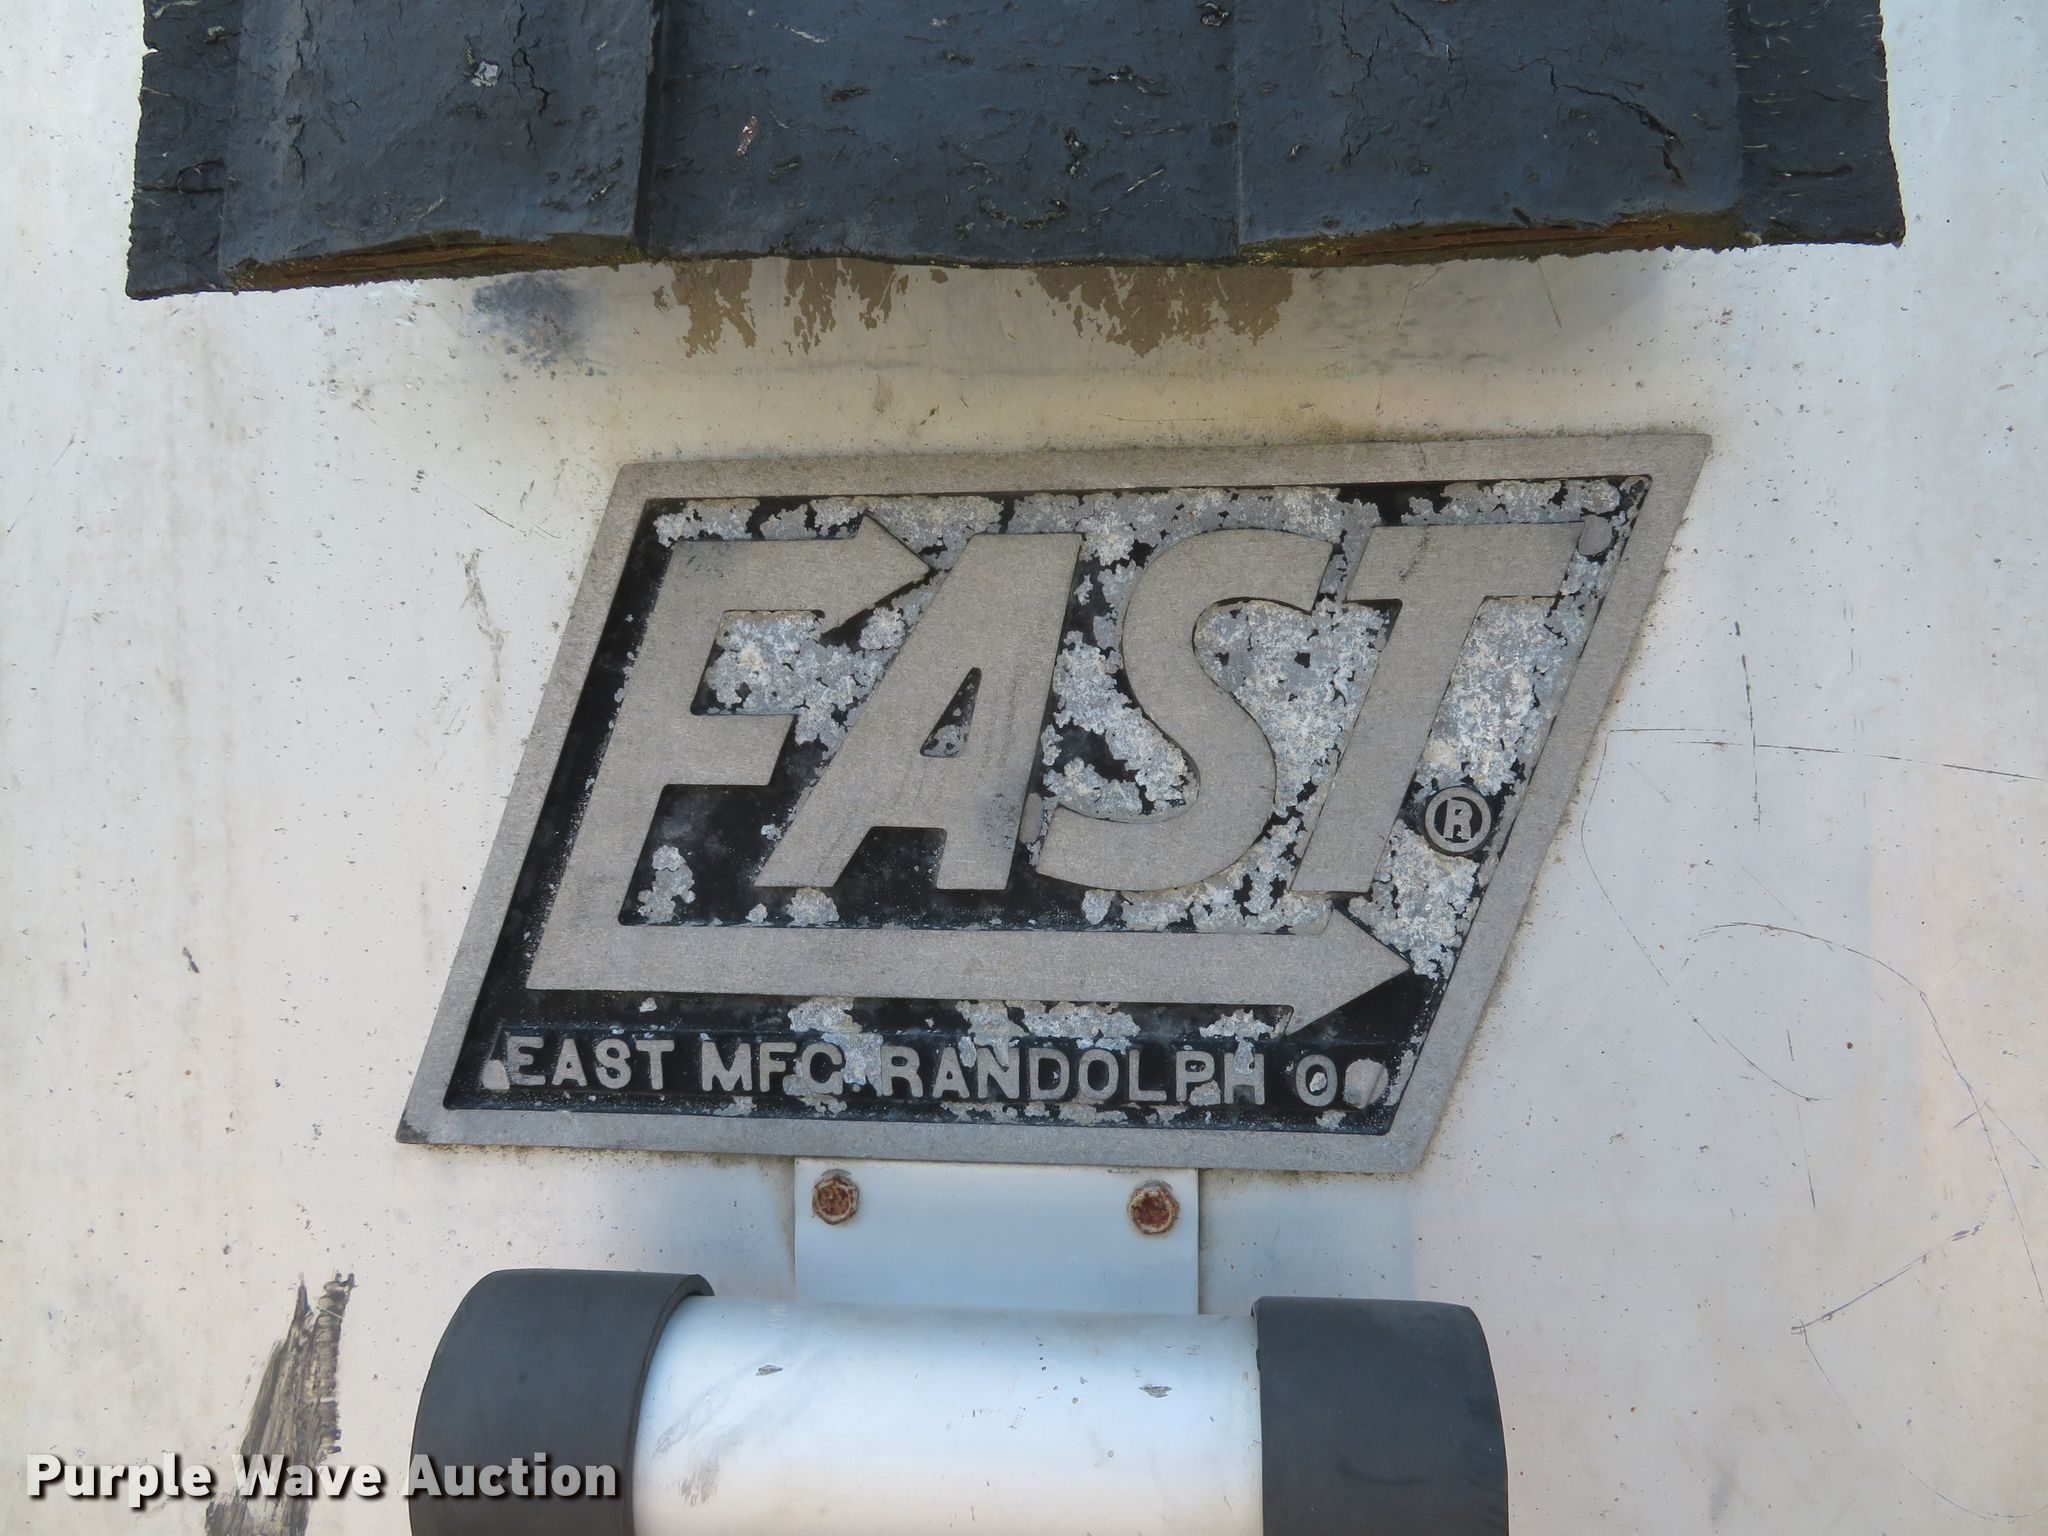 EAST
®
EAST MFG. RANDOLPH
Purple Wave Auction